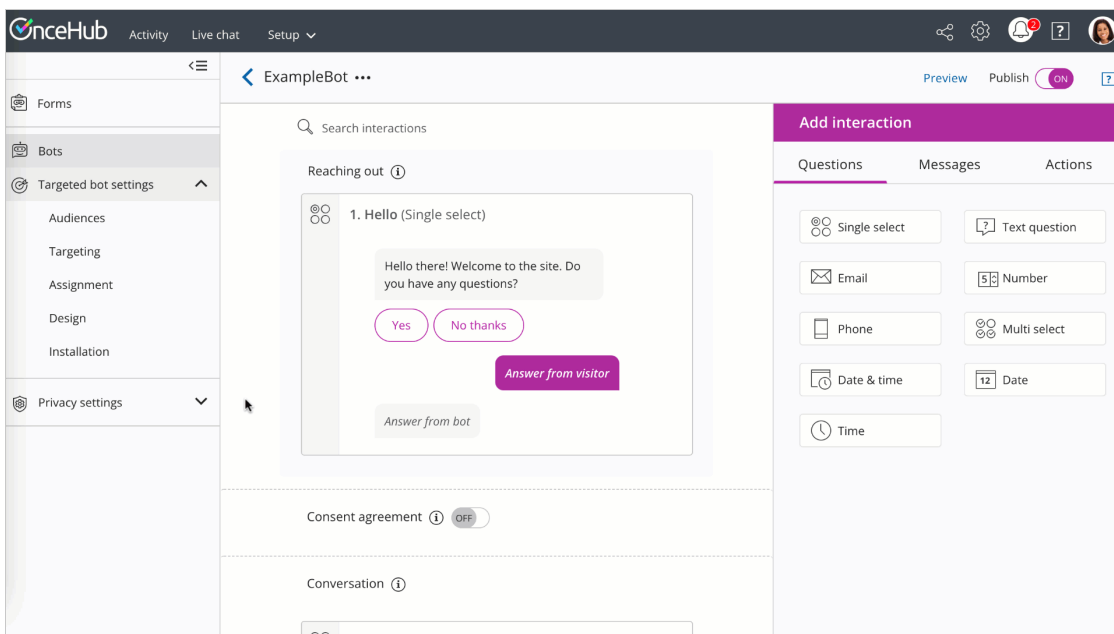 OnceHub
Activity
Live chat
Setup
2
?
ExampleBot
Preview
Publish
ON
?
Forms
Bots
Targeted bot settings
Audiences
Targeting
Assignment
Design
Installation
Privacy settings
Search interactions
Reaching out
i
1. Hello (Single select)
Hello there! Welcome to the site. Do
you have any questions?
Yes
No thanks
Answer from visitor
Answer from bot
Consent agreement
i
OFF
Conversation
i
Add interaction
Questions
Messages
Actions
Single select
?
Text question
Email
5
Number
Phone
Multi select
Date & time
12
Date
Time